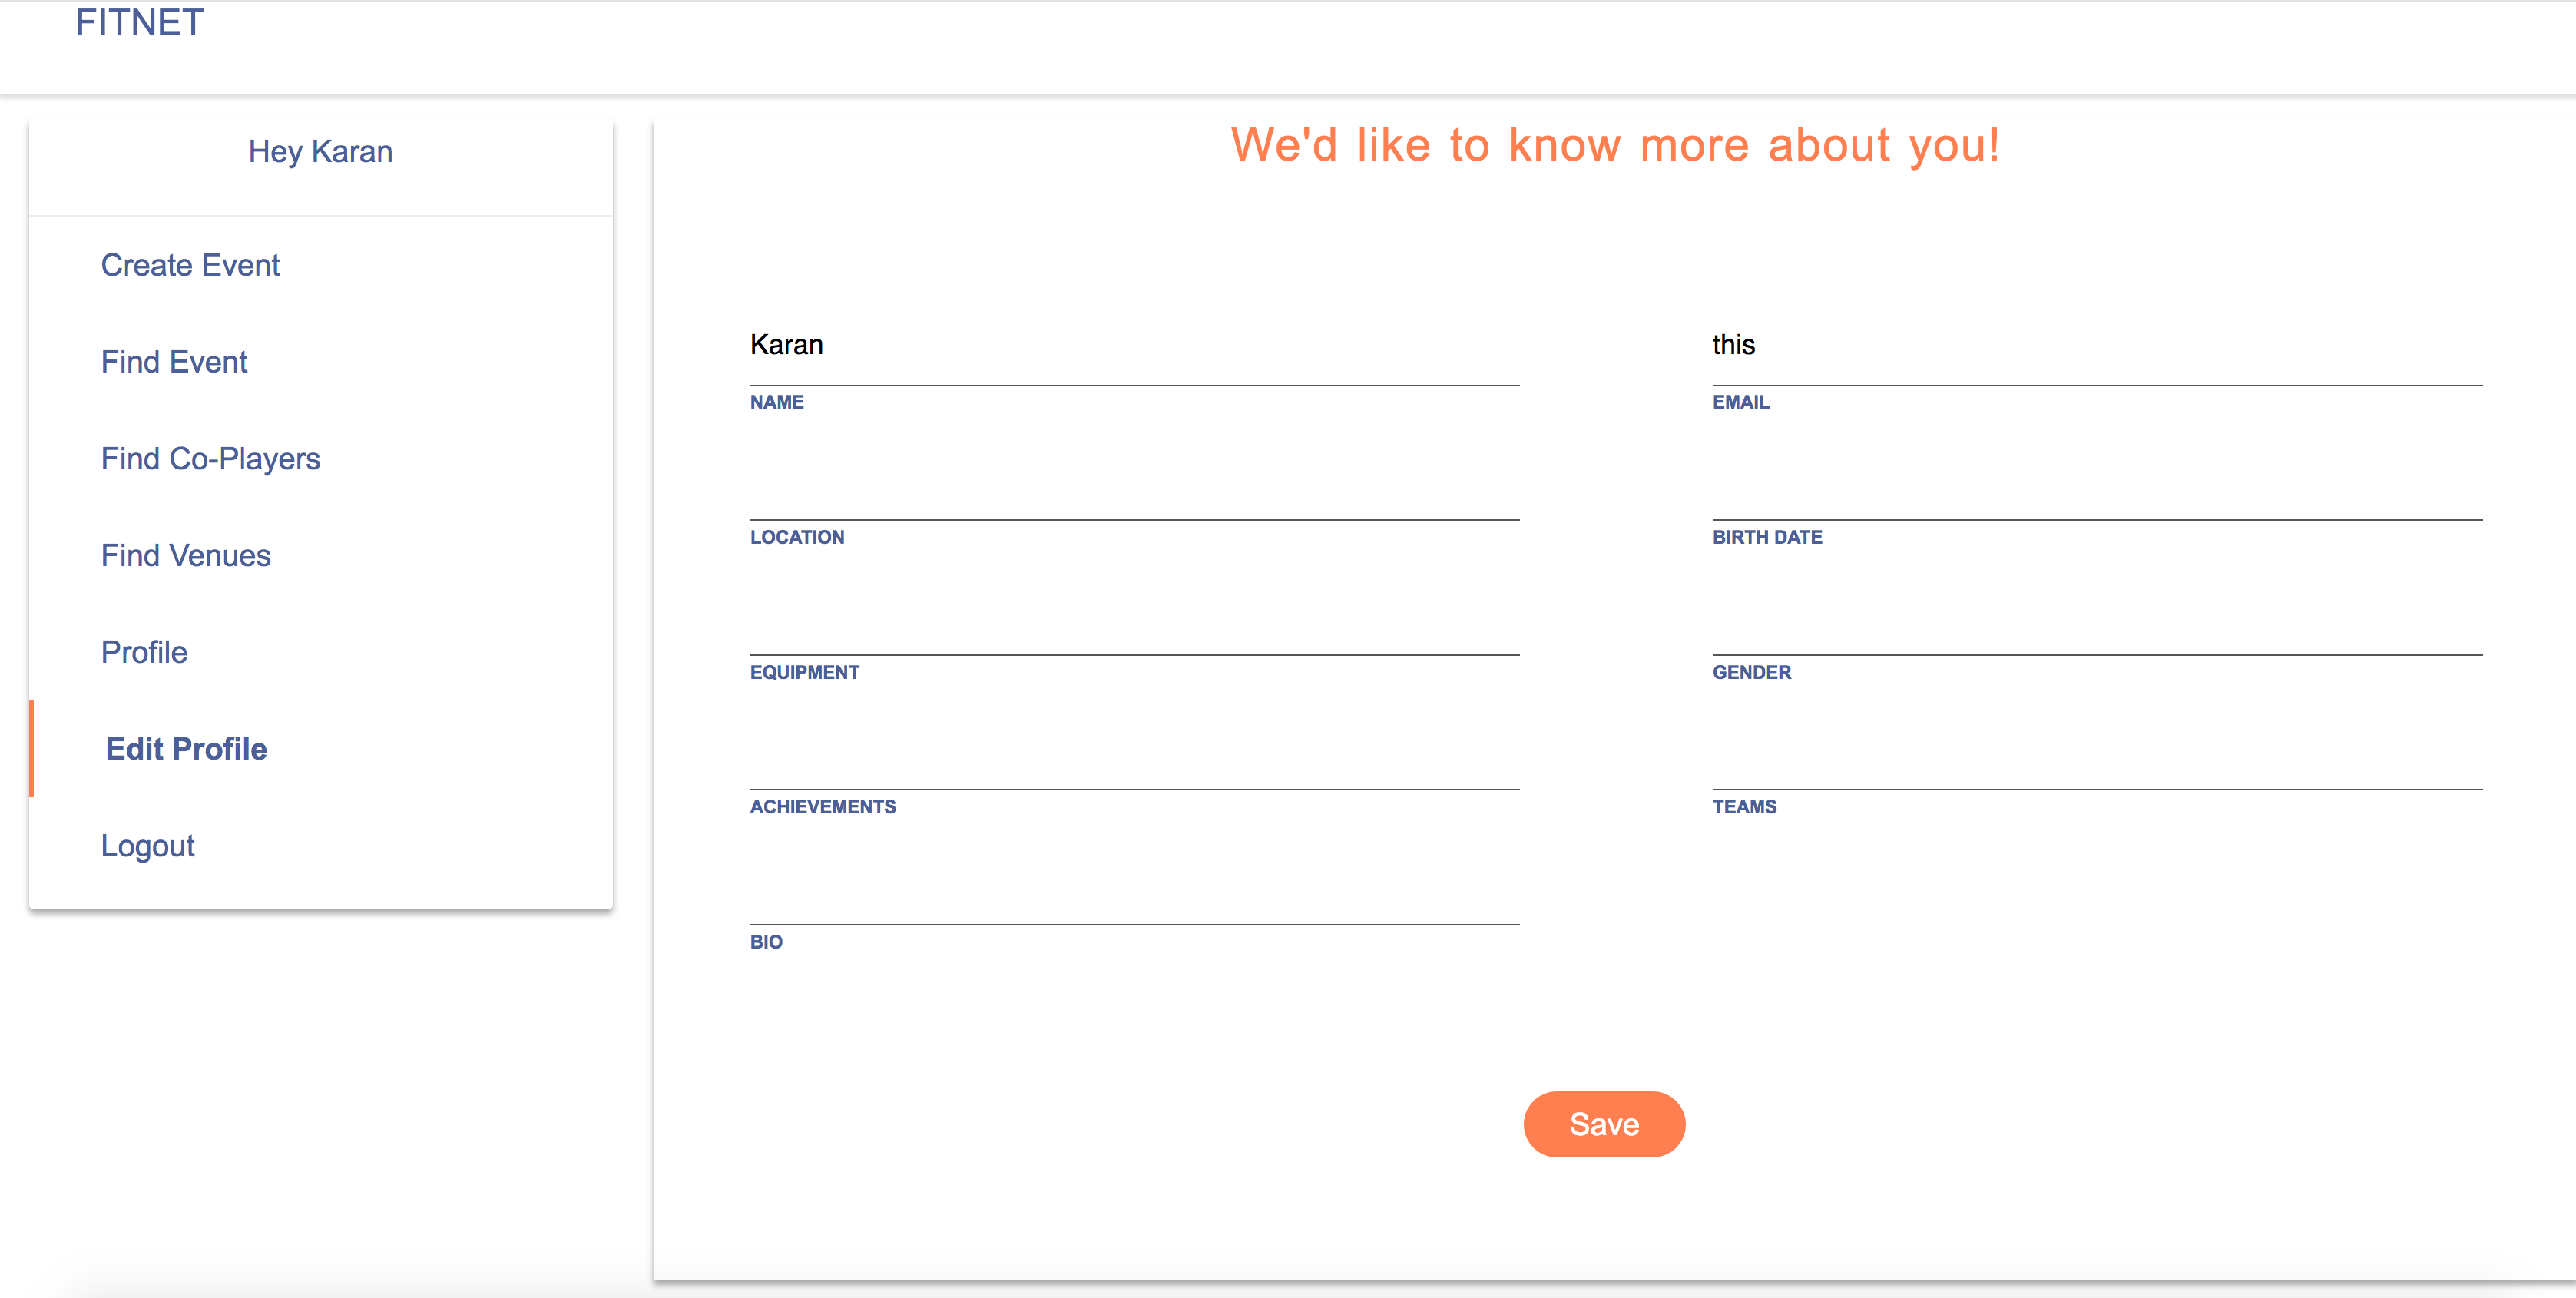 FITNET
Hey Karan
Create Event
Find Event
Find Co-Players
Find Venues
Profile
Edit Profile
Logout
We'd like to know more about you!
Karan
NAME
this
EMAIL
LOCATION
BIRTH DATE
EQUIPMENT
GENDER
ACHIEVEMENTS
TEAMS
BIO
Save